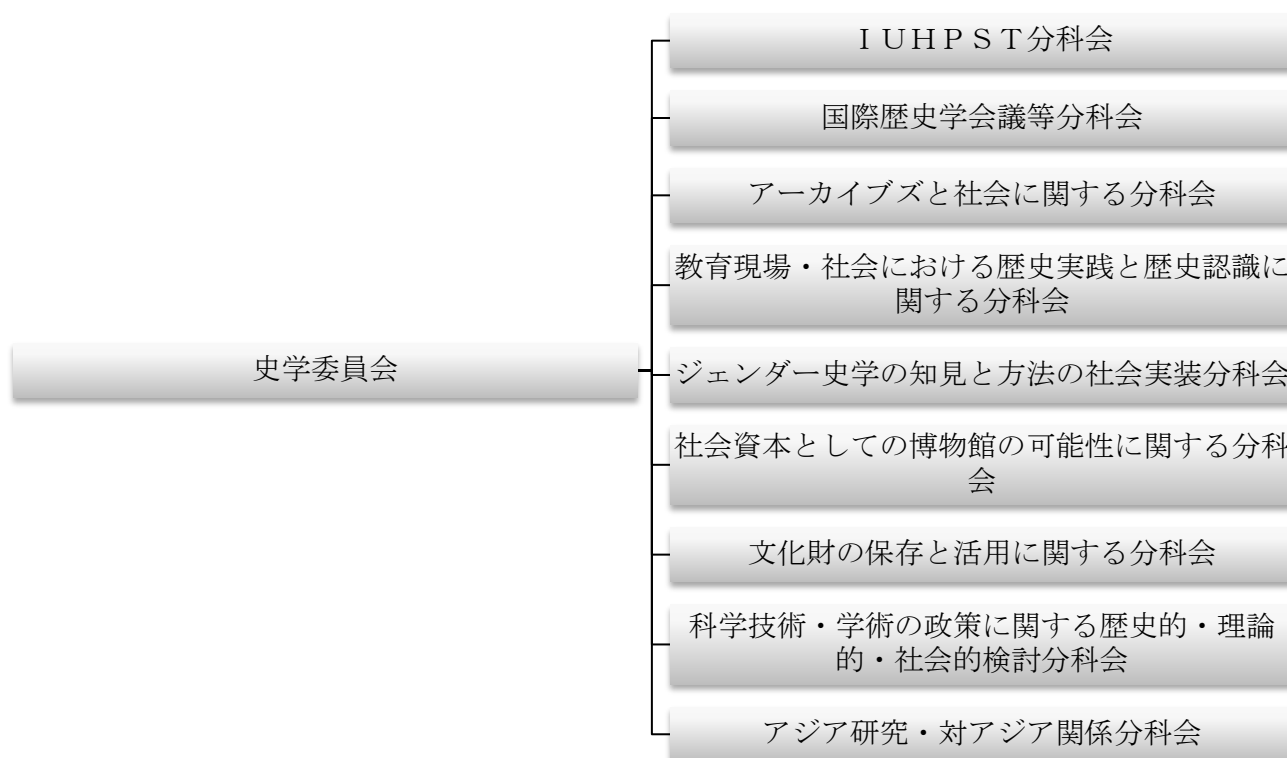 ＩＵＨＰＳＴ分科会
国際歴史学会議等分科会
アーカイブズと社会に関する分科会
教育現場・社会における歴史実践と歴史認識に
関する分科会
史学委員会
ジェンダー史学の知見と方法の社会実装分科会
社会資本としての博物館の可能性に関する分科
会
文化財の保存と活用に関する分科会
科学技術・学術の政策に関する歴史的・理論
的・社会的検討分科会
アジア研究・対アジア関係分科会